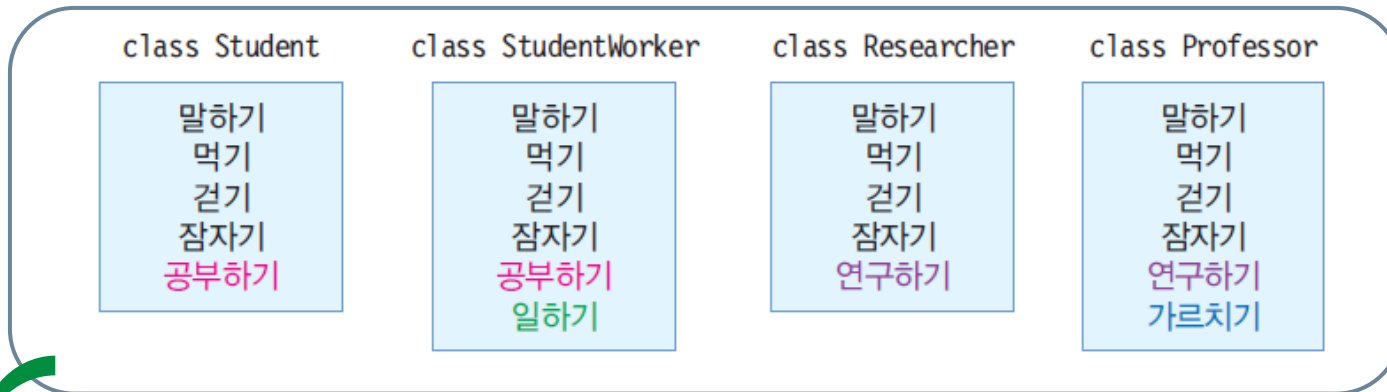 class Student
말하기
먹기
걷기
잠자기
공부하기
class StudentWorker
말하기
먹기
걷기
잠자기
공부하기
일하기
class Researcher
말하기
먹기
걷기
잠자기
연구하기
class Professor
말하기
먹기
걷기
잠자기
연구하기
가르치기